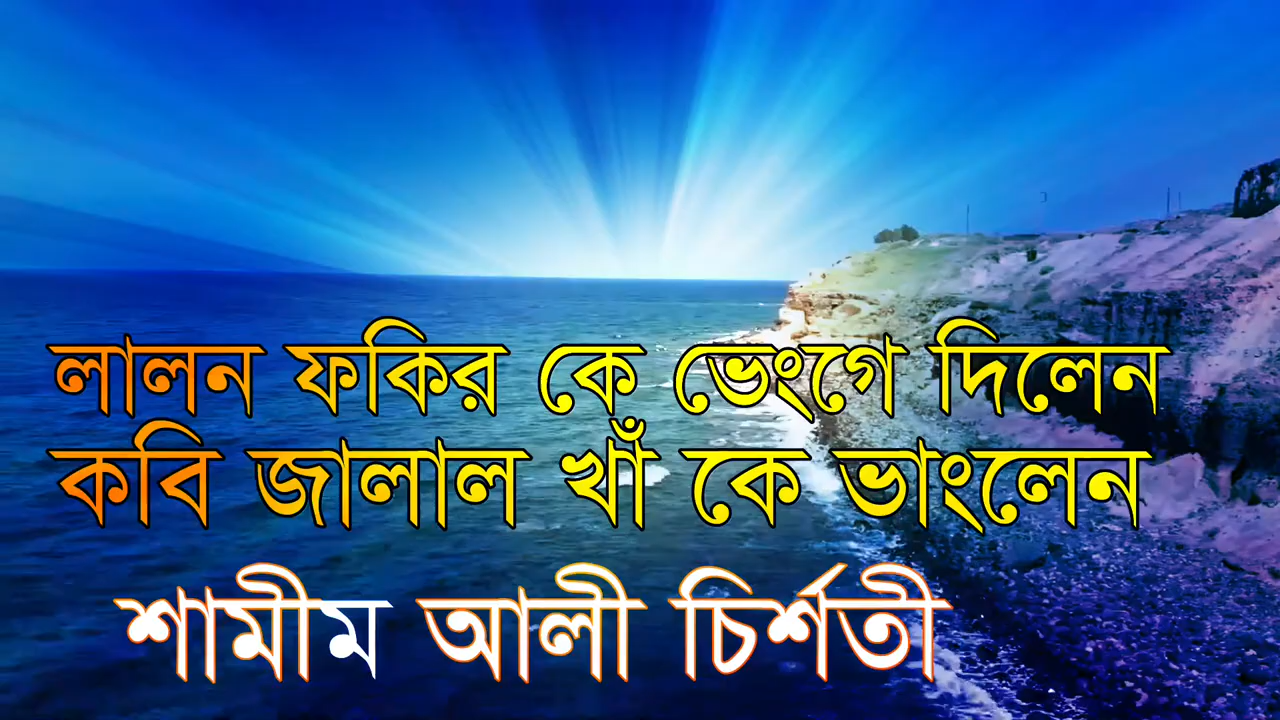 লালন ফকির কে ভেংগে দিলেন
কবি জালাল খাঁ কে ভাংলেন
শামীম আলী চির্শতী